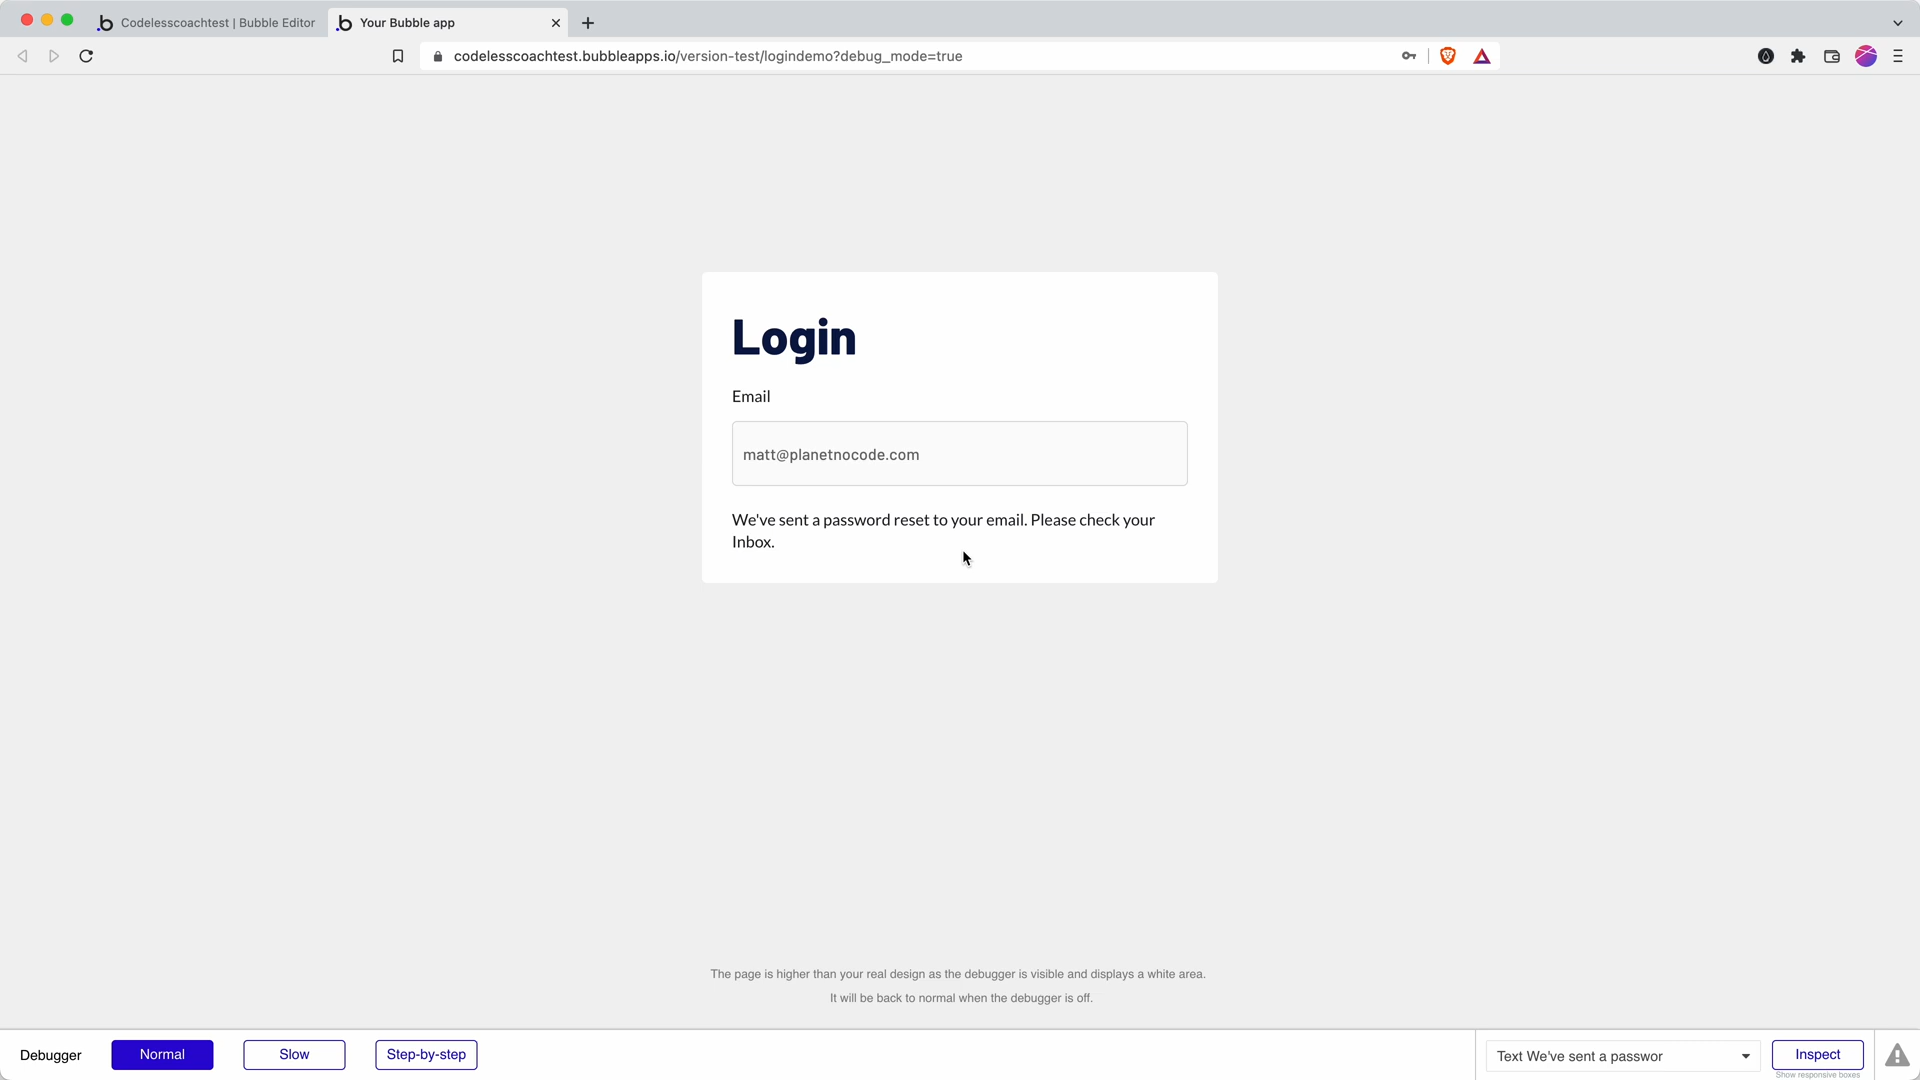 Codelesscoachtest | Bubble Editor
Your Bubble app
codelesscoachtest.bubbleapps.io/version-test/logindemo?debug_mode=true
Login
Email
matt@planetnocode.com
We've sent a password reset to your email. Please check your
Inbox.
The page is higher than your real design as the debugger is visible and displays a white area.
It will be back to normal when the debugger is off.
Debugger
Normal
Slow
Step-by-step
Text We've sent a passwor
Inspect
Show responsive boxes